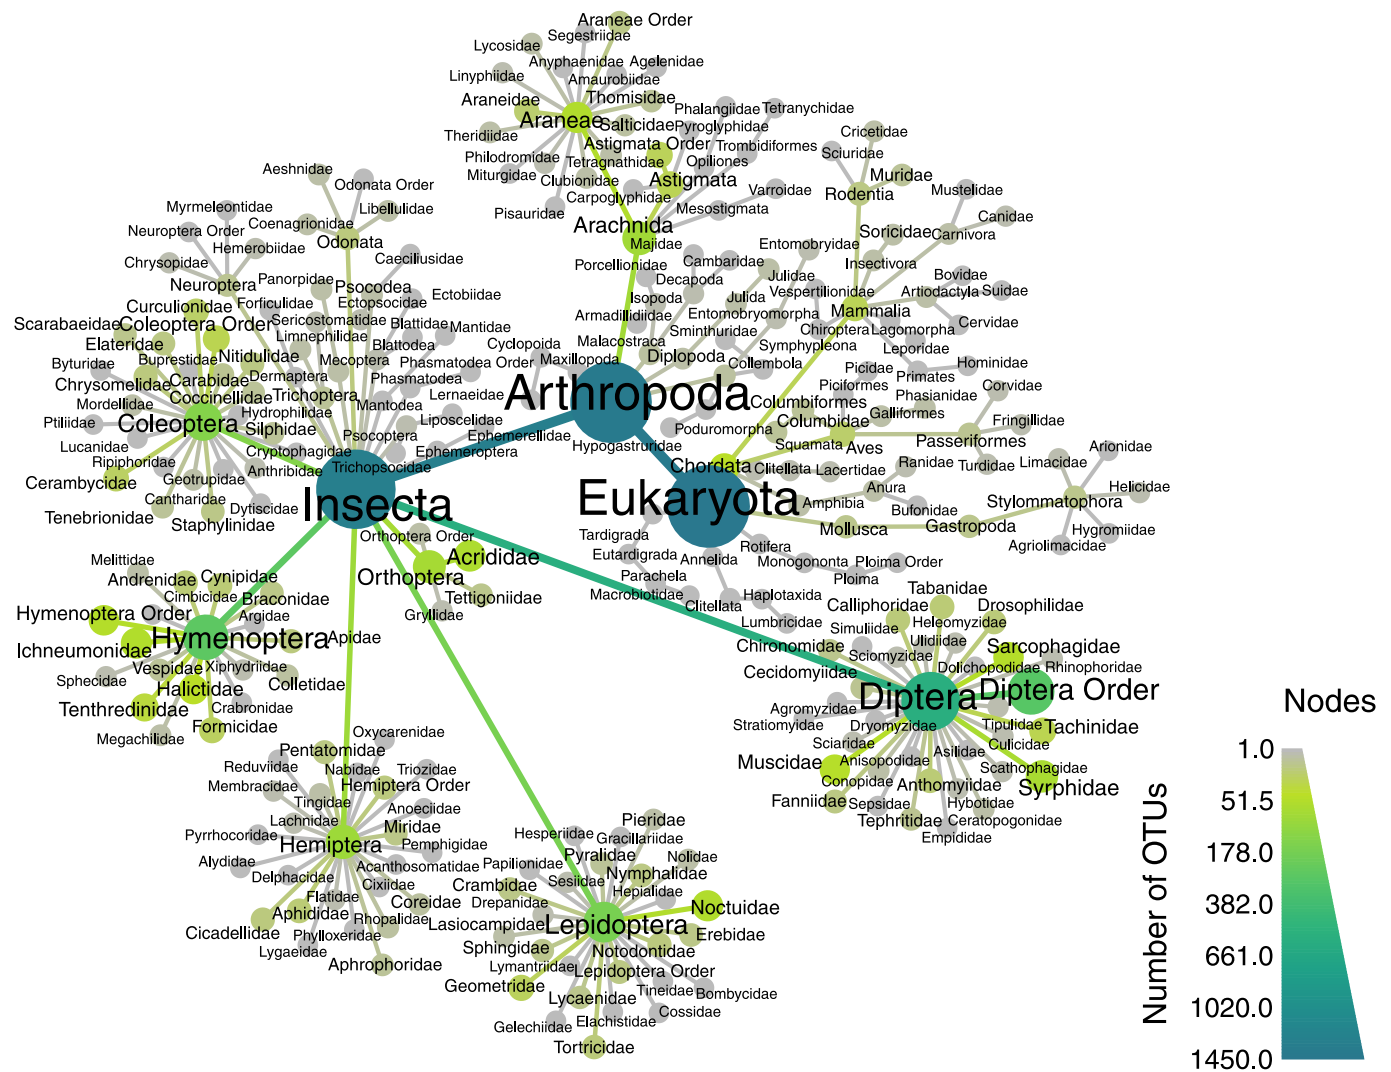 Araneae Order
Segestriidae
Lycosidae
Anyphaenidae
Agelenidae
Linyphiidae
Amaurobiidae
Araneidae
Thomisidae
Araneae
Salticidae
Phalangiidae
Tetranychidae
Theridiidae
Pyroglyphidae
Astigmata Order
Trombidiformes
Philodromidae
Tetragnathidae
Opiliones
Miturgidae
Clubionidae
Astigmata
Carpoglyphidae
Varroidae
Pisauridae
Mesostigmata
Arachnida
Majidae
Cricetidae
Sciuridae
Muridae
Rodentia
Mustelidae
Canidae
Soricidae
Carnivora
Insectivora
Bovidae
Artiodactyla
Suidae
Cervidae
Vespertilionidae
Mammalia
Chiroptera
Lagomorpha
Leporidae
Hominidae
Primates
Entomobryidae
Porcellionidae
Cambaridae
Decapoda
Julidae
Isopoda
Julida
Armadillidiidae
Entomobryomorpha
Sminthuridae
Symphypleona
Malacostraca
Diplopoda
Collembola
Maxillopoda
Cyclopoida
Arthropoda
Lernaeidae
Poduromorpha
Hypogastruridae
Picidae
Piciformes
Columbiformes
Phasianidae
Corvidae
Galliformes
Columbidae
Fringillidae
Passeriformes
Squamata
Aves
Turdidae
Chordata
Clitellata
Lacertidae
Ranidae
Anura
Amphibia
Bufonidae
Limacidae
Arionidae
Helicidae
Stylommatophora
Hygromiidae
Agriolimacidae
Gastropoda
Mollusca
Eukaryota
Tardigrada
Eutardigrada
Parachela
Macrobiotidae
Annelida
Clitellata
Haplotaxida
Lumbricidae
Rotifera
Monogononta
Ploima Order
Ploima
Aeshnidae
Odonata Order
Libellulidae
Coenagrionidae
Odonata
Myrmeleontidae
Neuroptera Order
Hemerobiidae
Chrysopidae
Neuroptera
Panorpidae
Psocodea
Caeciliusidae
Ectopsocidae
Ectobiidae
Forficulidae
Sericostomatidae
Blattidae
Mantidae
Limnephilidae
Blattodea
Mecoptera
Phasmatodea Order
Phasmatodea
Dermaptera
Trichoptera
Mantodea
Liposcelidae
Psocoptera
Ephemerellidae
Ephemeroptera
Trichopsocidae
Insecta
Curculionidae
Scarabaeidae
Coleoptera Order
Elateridae
Buprestidae
Nitidulidae
Byturidae
Chrysomelidae
Carabidae
Coccinellidae
Mordellidae
Hydrophilidae
Ptiliidae
Coleoptera
Silphidae
Lucanidae
Cryptophagidae
Ripiphoridae
Anthribidae
Cerambycidae
Geotrupidae
Cantharidae
Dytiscidae
Tenebrionidae
Staphylinidae
Orthoptera Order
Acrididae
Orthoptera
Tettigoniidae
Gryllidae
Melittidae
Andrenidae
Cynipidae
Cimbicidae
Braconidae
Hymenoptera Order
Argidae
Hymenoptera
Apidae
Ichneumonidae
Vespidae
Xiphydriidae
Sphecidae
Halictidae
Colletidae
Crabronidae
Tenthredinidae
Formicidae
Megachilidae
Oxycarenidae
Pentatomidae
Reduviidae
Nabidae
Triozidae
Membracidae
Hemiptera Order
Tingidae
Anoeciidae
Lachnidae
Miridae
Pyrrhocoridae
Hemiptera
Pemphigidae
Alydidae
Acanthosomatidae
Delphacidae
Cixiidae
Flatidae
Coreidae
Aphididae
Rhopalidae
Cicadellidae
Phylloxeridae
Lygaeidae
Aphrophoridae
Pieridae
Hesperiidae
Gracillariidae
Papilionidae
Pyralidae
Nolidae
Crambidae
Sesiidae
Nymphalidae
Drepanidae
Hepialidae
Noctuidae
Lasiocampidae
Lepidoptera
Erebidae
Sphingidae
Notodontidae
Lymantriidae
Lepidoptera Order
Geometridae
Tineidae
Bombycidae
Lycaenidae
Cossidae
Gelechiidae
Elachistidae
Tortricidae
Tabanidae
Calliphoridae
Drosophilidae
Simuliidae
Heleomyzidae
Ulidiidae
Chironomidae
Sarcophagidae
Sciomyzidae
Dolichopodidae
Rhinophoridae
Cecidomyiidae
Diptera
Diptera Order
Agromyzidae
Stratiomyidae
Dryomyzidae
Tipulidae
Tachinidae
Sciaridae
Culicidae
Asilidae
Muscidae
Anisopodidae
Scathophagidae
Conopidae
Anthomyiidae
Syrphidae
Fanniidae
Sepsidae
Hybotidae
Tephritidae
Ceratopogonidae
Empididae
Nodes
Number of OTUs
1.0
51.5
178.0
382.0
661.0
1020.0
1450.0